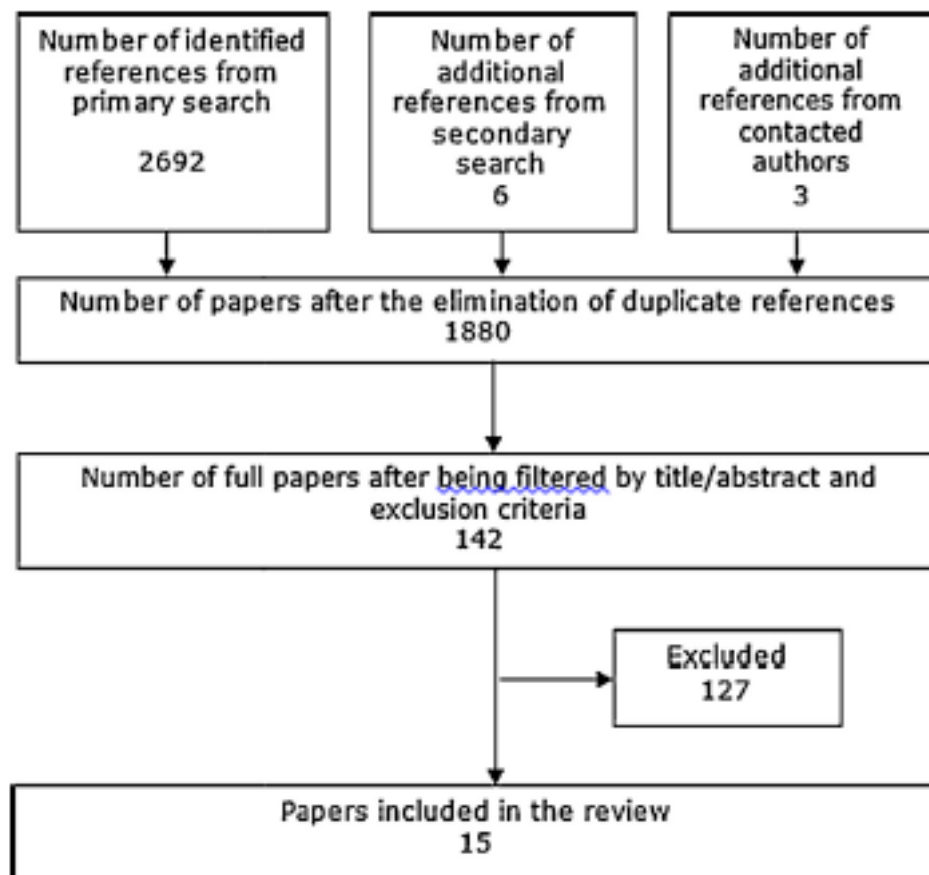 Number of identified
references from
primary search
2692
Number of
additional
references from
secondary
search
6
Number of
additional
references from
contacted
authors
3
Number of papers after the elimination of duplicate references
1880
Number of full papers after being filtered by title/abstract and
exclusion criteria
142
Excluded
127
Papers included in the review
15